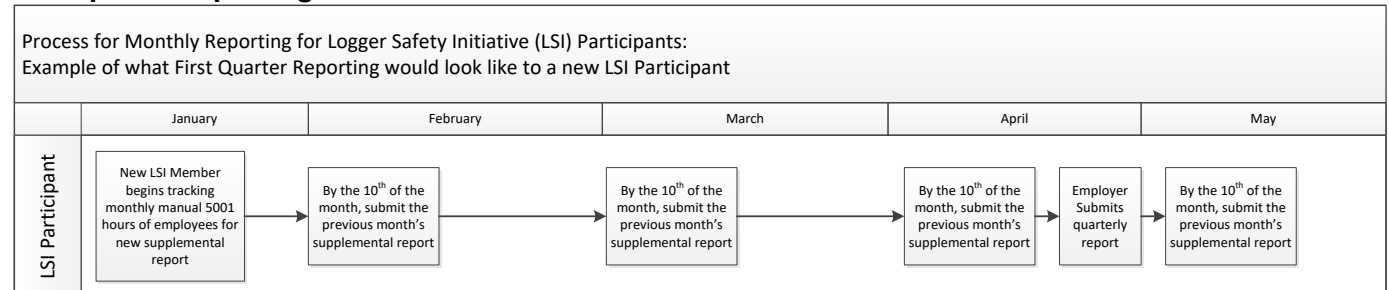 Process for Monthly Reporting for Logger Safety Initiative (LSI) Participants:
Example of what First Quarter Reporting would look like to a new LSI Participant
January
February
March
April
May
LSI Participant
New LSI Member
begins tracking
monthly manual 5001
hours of employees for
new supplemental
report
By the 10th of the
month, submit the
previous month's
supplemental report
By the 10th of the
month, submit the
previous month's
supplemental report
By the 10th of the
month, submit the
previous month's
supplemental report
Employer
Submits
quarterly
report
By the 10th of the
month, submit the
previous month's
supplemental report